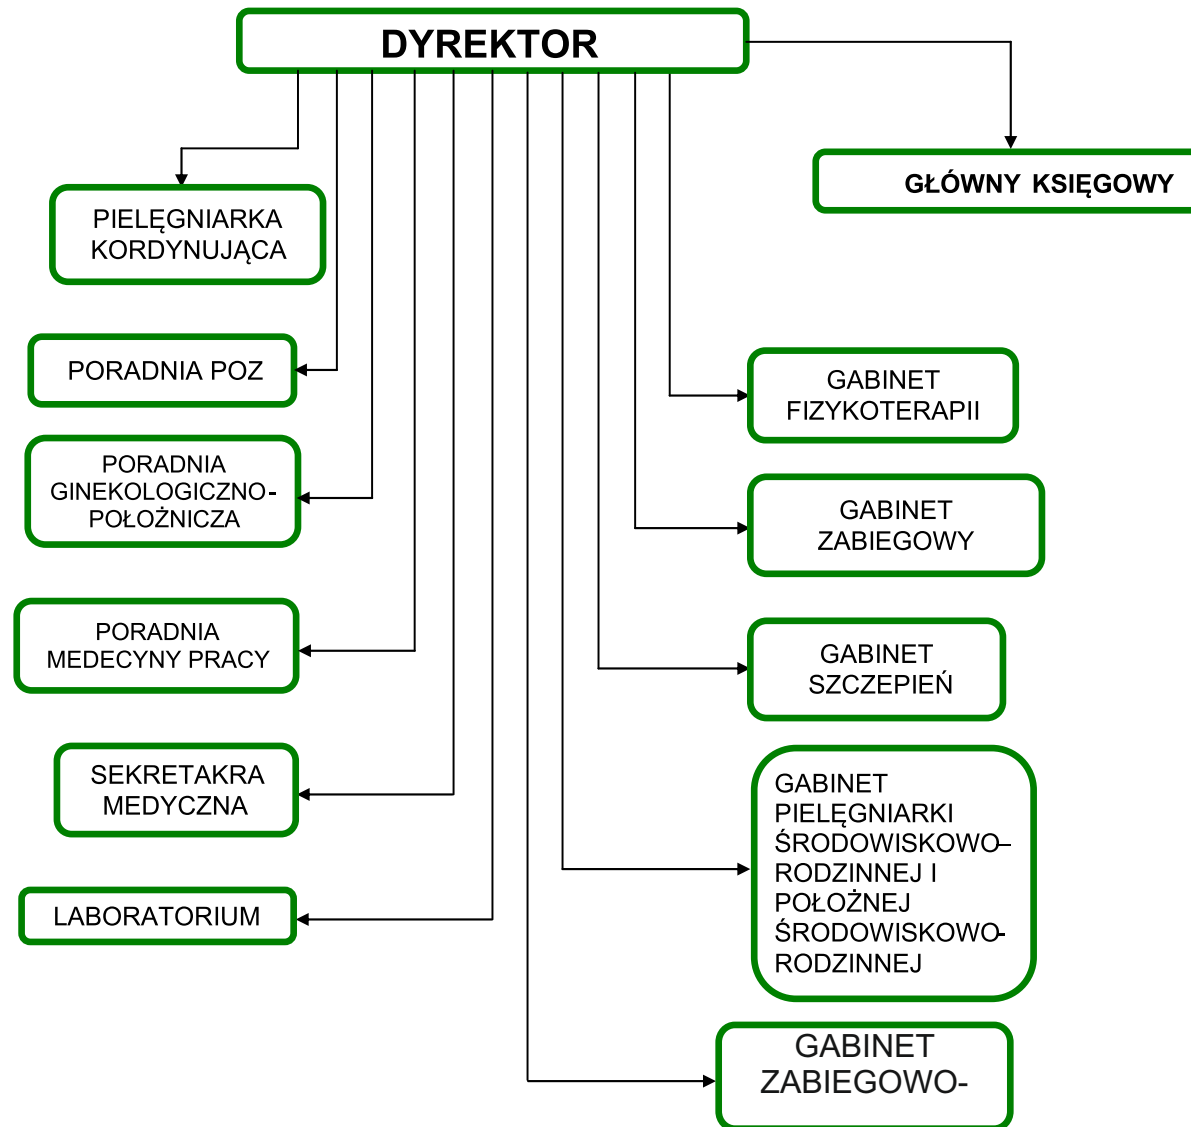 DYREKTOR
GŁÓWNY KSIĘGOWY
PIELĘGNIARKA
KORDYNUJĄCA
PORADNIA POZ
PORADNIA
GINEKOLOGICZNO-
POŁOŻNICZA
PORADNIA
MEDECYNY PRACY
SEKRETAKRA
MEDYCZNA
LABORATORIUM
GABINET
FIZYKOTERAPII
GABINET
ZABIEGOWY
GABINET
SZCZEPIEŃ
GABINET
PIELĘGNIARKI
ŚRODOWISKOWO–
RODZINNEJ I
POŁOŻNEJ
ŚRODOWISKOWO-
RODZINNEJ
GABINET
ZABIEGOWO-